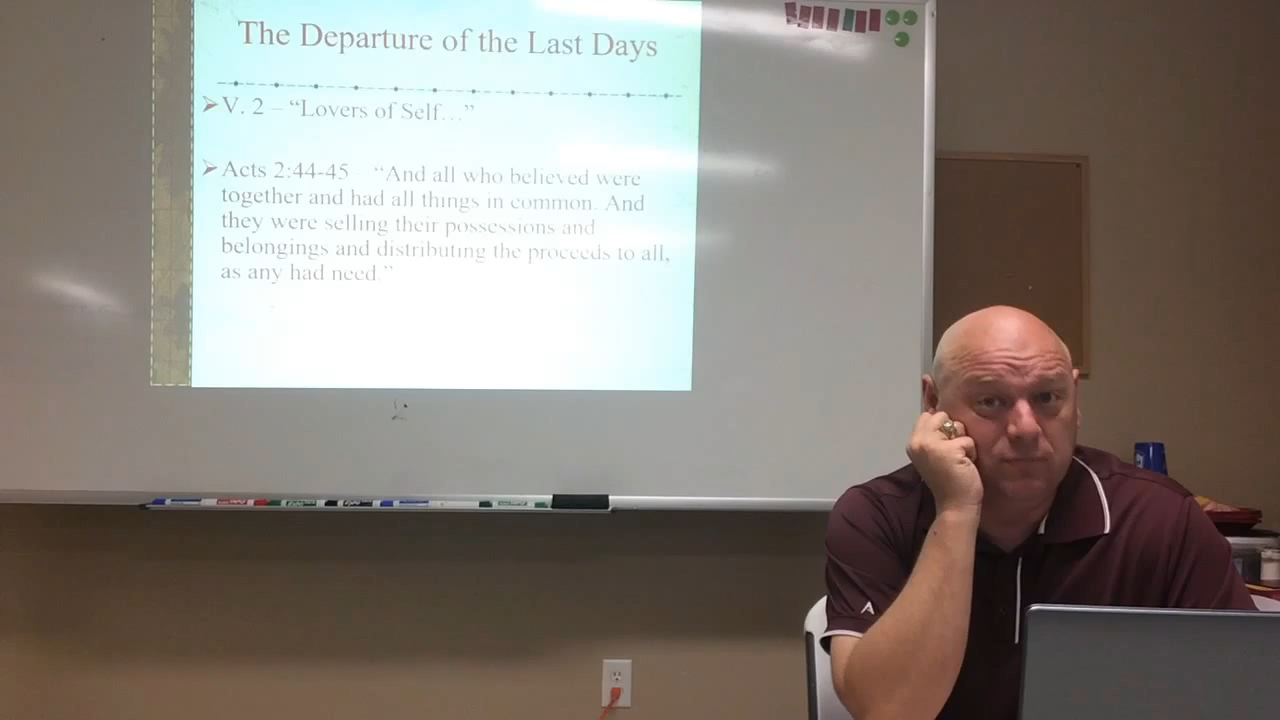 The Departure of the Last Days
V. 2 – “Lovers of Self…”
Acts 2:44-45 – “And all who believed were
together and had all things in common. And
they were selling their possessions and
belongings and distributing the proceeds to all,
as any had need.”